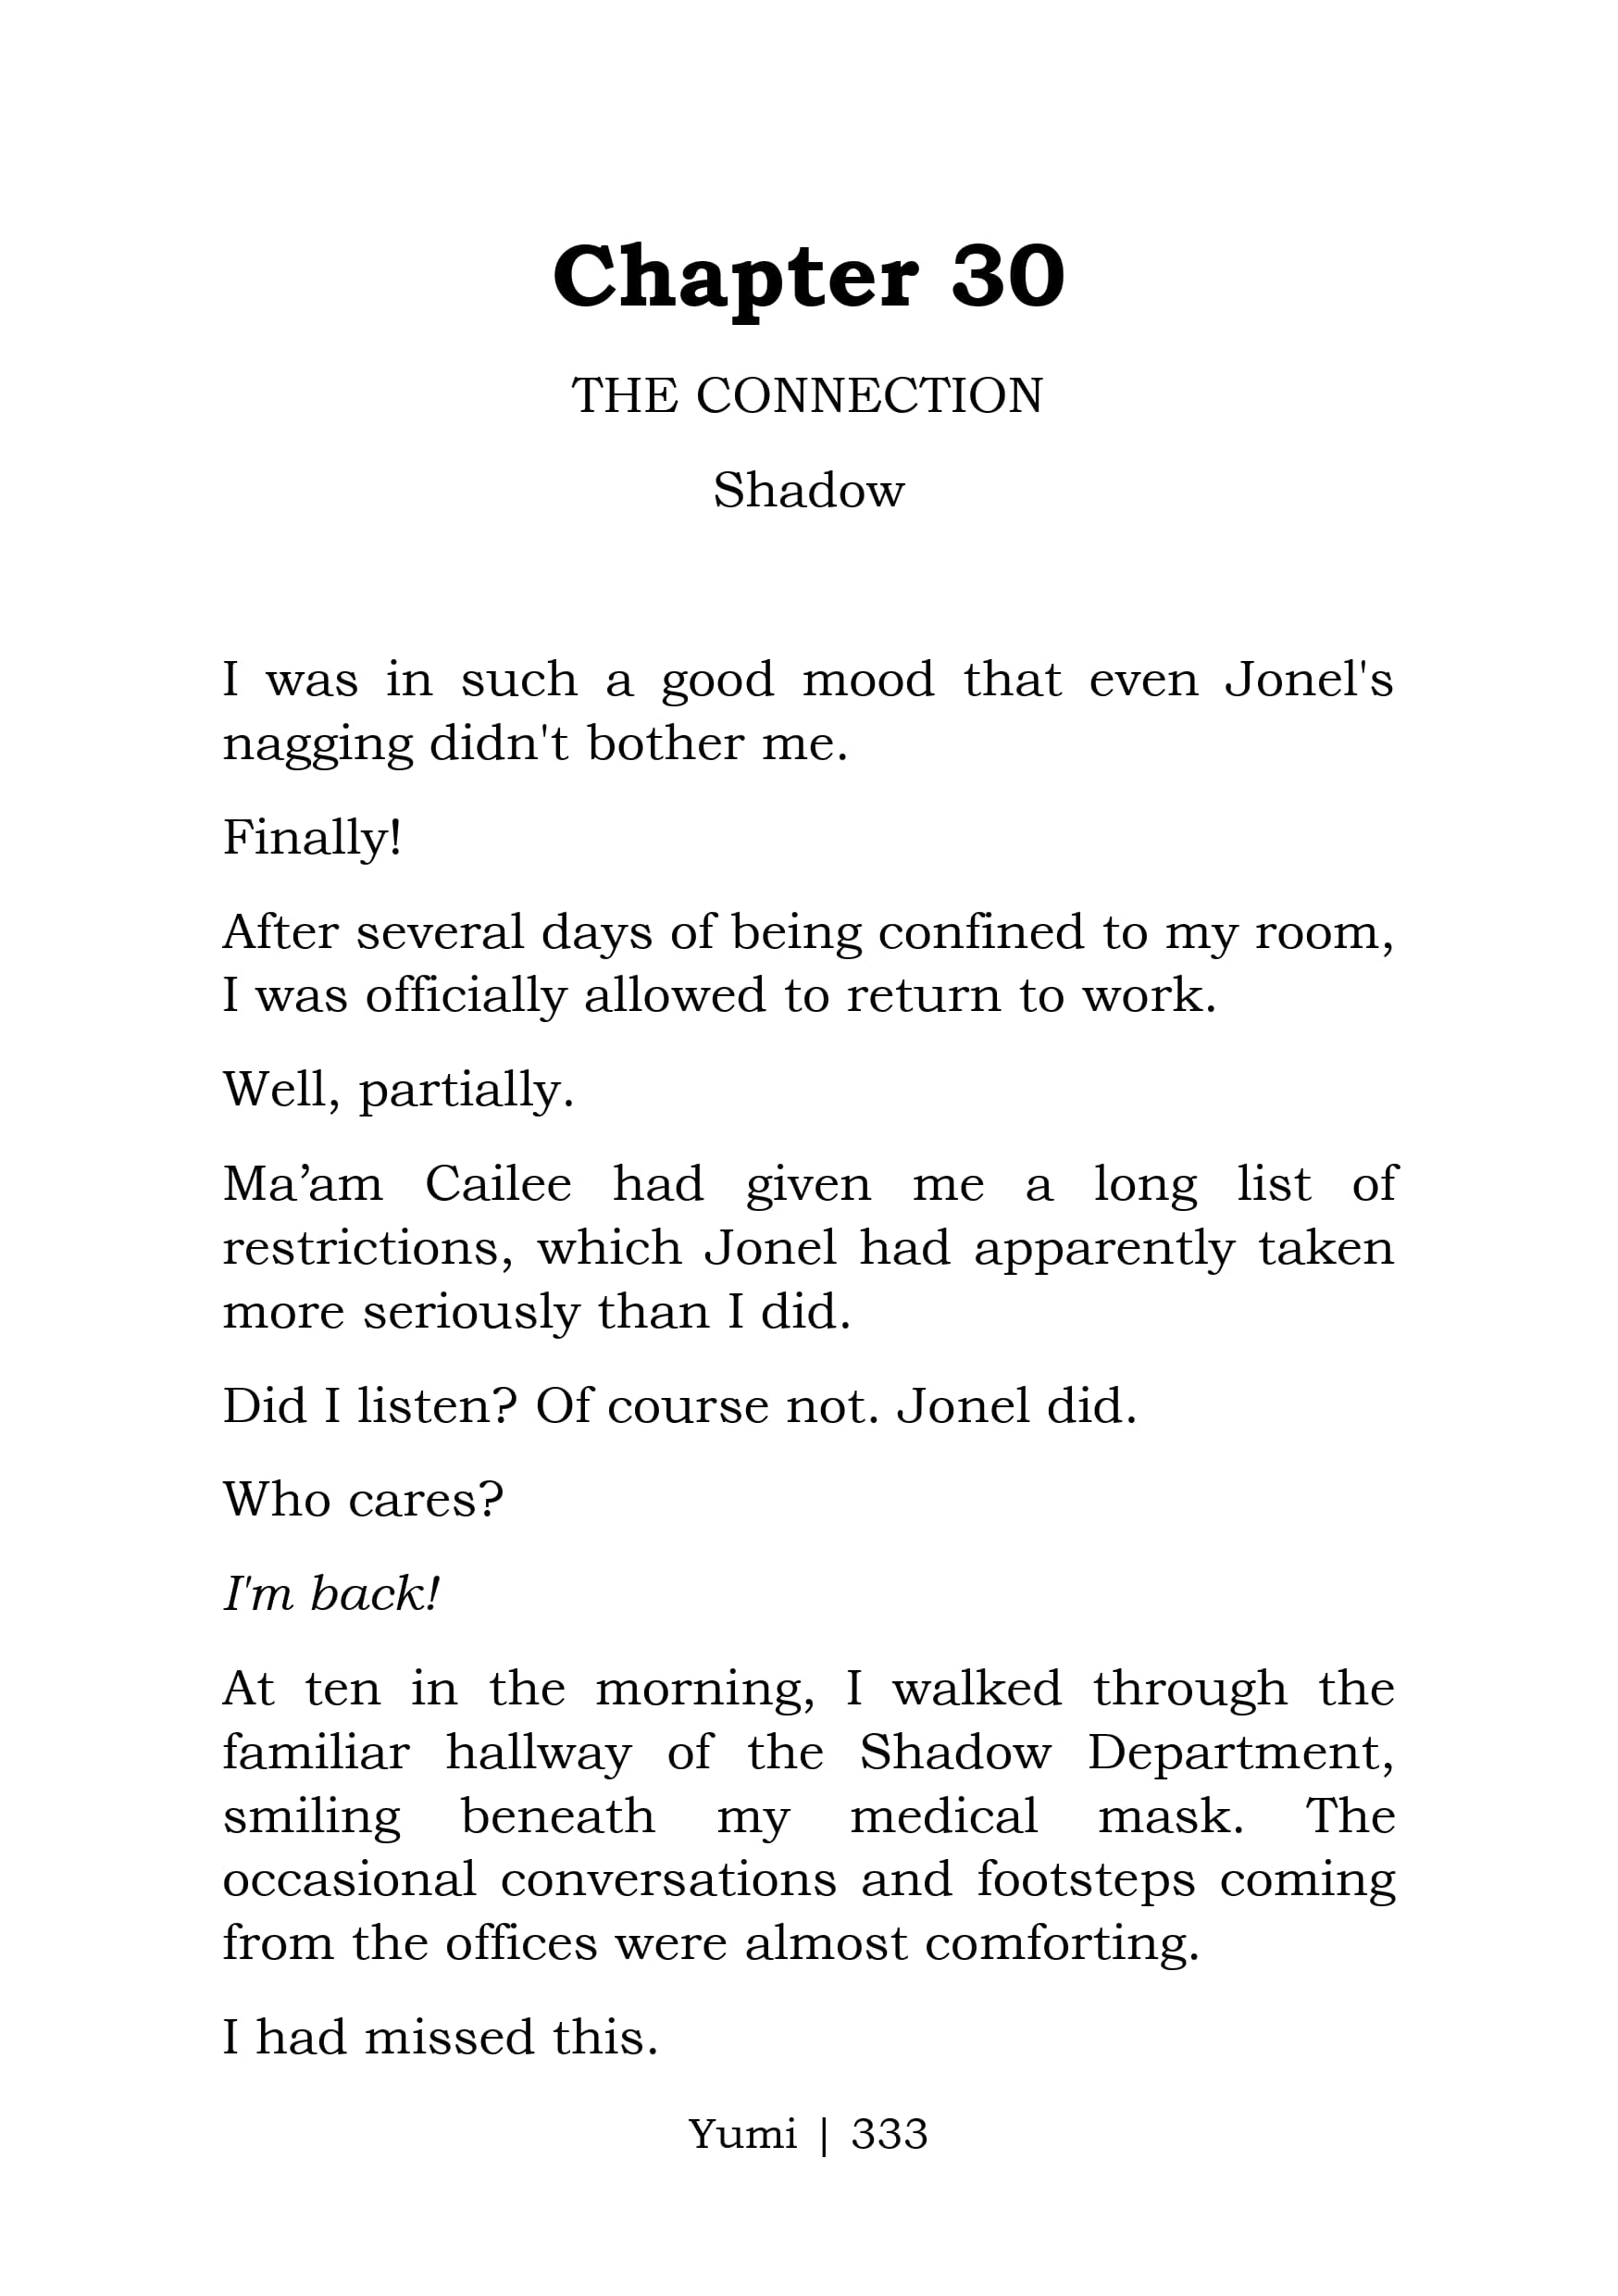 Chapter 30
THE CONNECTION
Shadow
I was in such a good mood that even Jonel's
nagging didn't bother me.
Finally!
After several days of being confined to my room,
I was officially allowed to return to work.
Well, partially.
Ma’am Cailee had given me a long list of
restrictions, which Jonel had apparently taken
more seriously than I did.
Did I listen? Of course not. Jonel did.
Who cares?
I'm back!
At ten in the morning, I walked through the
familiar hallway of the Shadow Department,
smiling beneath my medical mask. The
occasional conversations and footsteps coming
from the offices were almost comforting.
I had missed this.
Yumi | 333